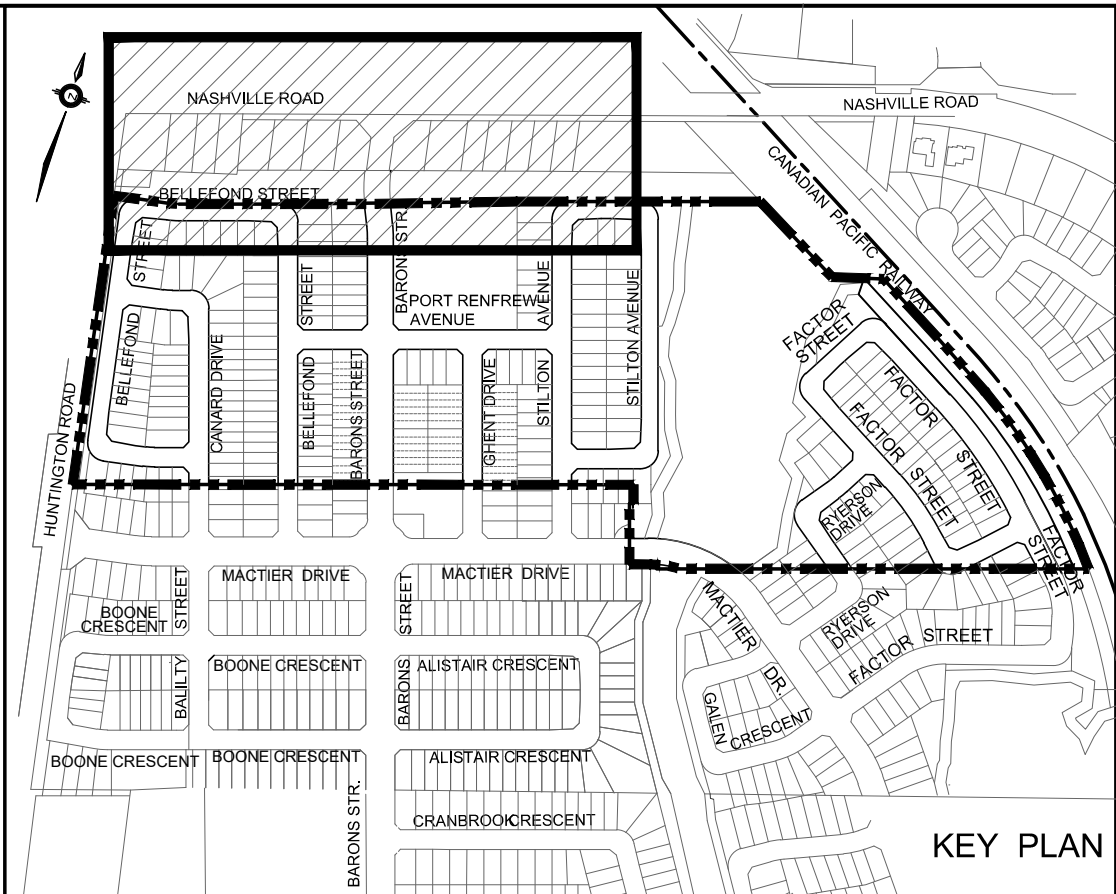 NASHVILLE ROAD
NASHVILLE ROAD
N
CANADIAN PACIFIC RAILWAY
BELLEFOND STREET
STREET
BARONS STR.
STREET
AVENUE
PORT RENFREW
AVENUE
STILTON AVENUE
FACTOR
STREET
BELLEFOND
CANARD DRIVE
BELLEFOND
BARONS STREET
GHENT DRIVE
STILTON
FACTOR
STREET
FACTOR
STREET
HUNTINGTON ROAD
RYERSON
DRIVE
FACTOR
STREET
MACTIER DRIVE
MACTIER DRIVE
STREET
STREET
BOONE
CRESCENT
MACTIER
DR.
RYERSON
DRIVE
FACTOR
STREET
BALILTY
BOONE CRESCENT
BARONS
ALISTAIR CRESCENT
GALEN
CRESCENT
BOONE CRESCENT
BOONE CRESCENT
ALISTAIR CRESCENT
BARONS STR.
CRANBROOK CRESCENT
KEY PLAN